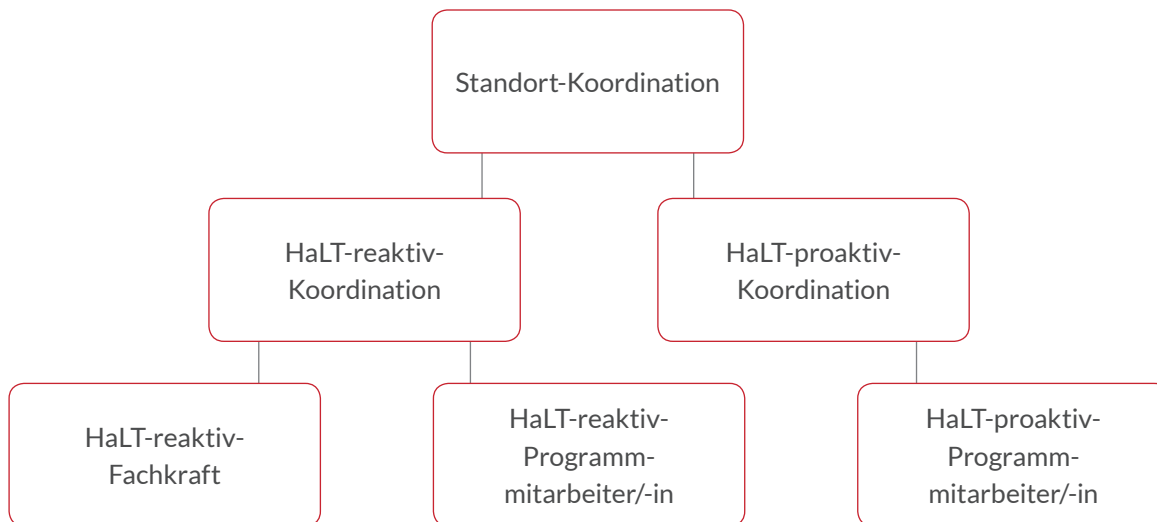 Standort-Koordination
HaLT-reaktiv-
Koordination
HaLT-proaktiv-
Koordination
HaLT-reaktiv-
Fachkraft
HaLT-reaktiv-
Programm-
mitarbeiter/-in
HaLT-proaktiv-
Programm-
mitarbeiter/-in